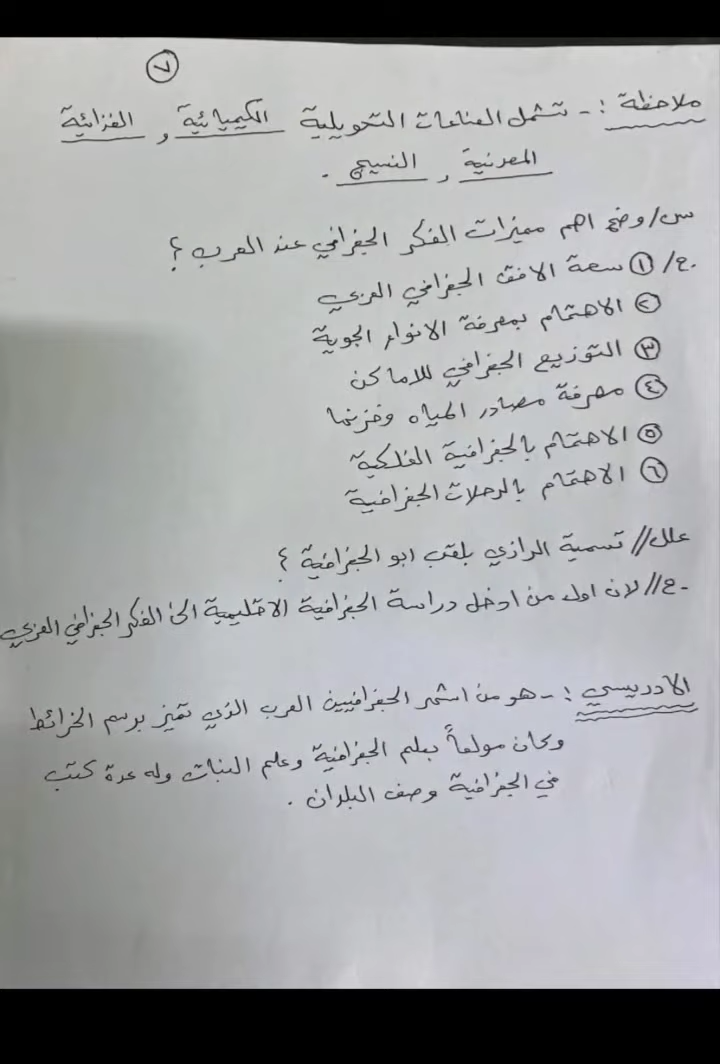 ٧
ملاحظة :- تشمل الصناعات التحويلية الكيميائية و الغذائية
المعدنية و النسيج .
س/ وضح اهم مميزات الفكر الجغرافي عند العرب ؟
ج/ ① سعة الافق الجغرافي العربي
② الاهتمام بمعرفة الانواء الجوية
③ التوزيع الجغرافي للاماكن
④ معرفة مصادر المياه وخزنها
⑤ الاهتمام بالجغرافية الفلكية
⑥ الاهتمام بالرحلات الجغرافية
علل// تسمية الرازي بلقب ابو الجغرافية ؟
ج// لان اول من ادخل دراسة الجغرافية الاقليمية الى الفكر الجغرافي العربي
الادريسي :- هو من اشهر الجغرافيين العرب الذي تميز برسم الخرائط
وكان مولعاً بعلم الجغرافية وعلم النبات وله عدة كتب
في الجغرافية وصف البلدان .